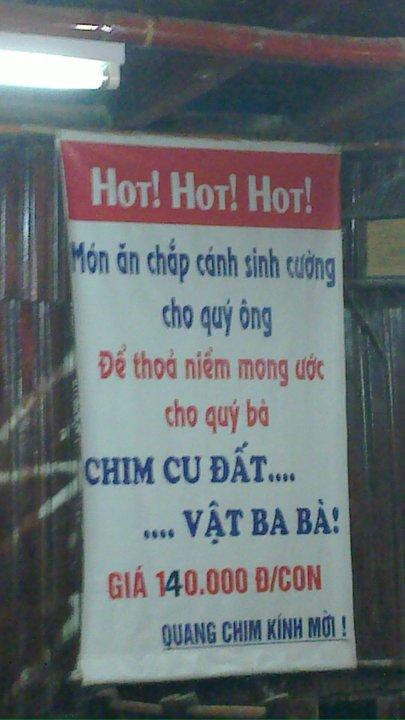 HOT! HOT! HOT!
Món ăn chắp cánh sinh cường
cho quý ông
Để thoả niềm mong ước
cho quý bà
CHIM CU ĐẤT....
.... VẬT BA BÀ!
GIÁ 140.000 Đ/CON
QUANG CHIM KÍNH MỜI !